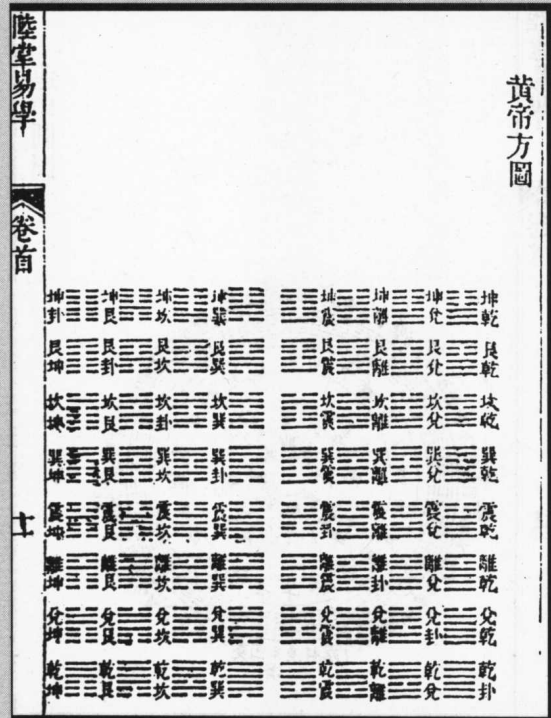 黃帝方圖
坤乾 坤兌 坤離 坤震 坤巽 坤坎 坤艮 坤卦
艮乾 艮兌 艮離 艮震 艮巽 艮坎 艮卦 艮坤
坎乾 坎兌 坎離 坎震 坎巽 坎卦 坎艮 坎坤
巽乾 巽兌 巽離 巽震 巽卦 巽坎 巽艮 巽坤
震乾 震兌 震離 震卦 震巽 震坎 震艮 震坤
離乾 離兌 離卦 離震 離巽 離坎 離艮 離坤
兌乾 兌卦 兌離 兌震 兌巽 兌坎 兌艮 兌坤
乾卦 乾兌 乾離 乾震 乾巽 乾坎 乾艮 乾坤
陸堂易學
卷首
十一